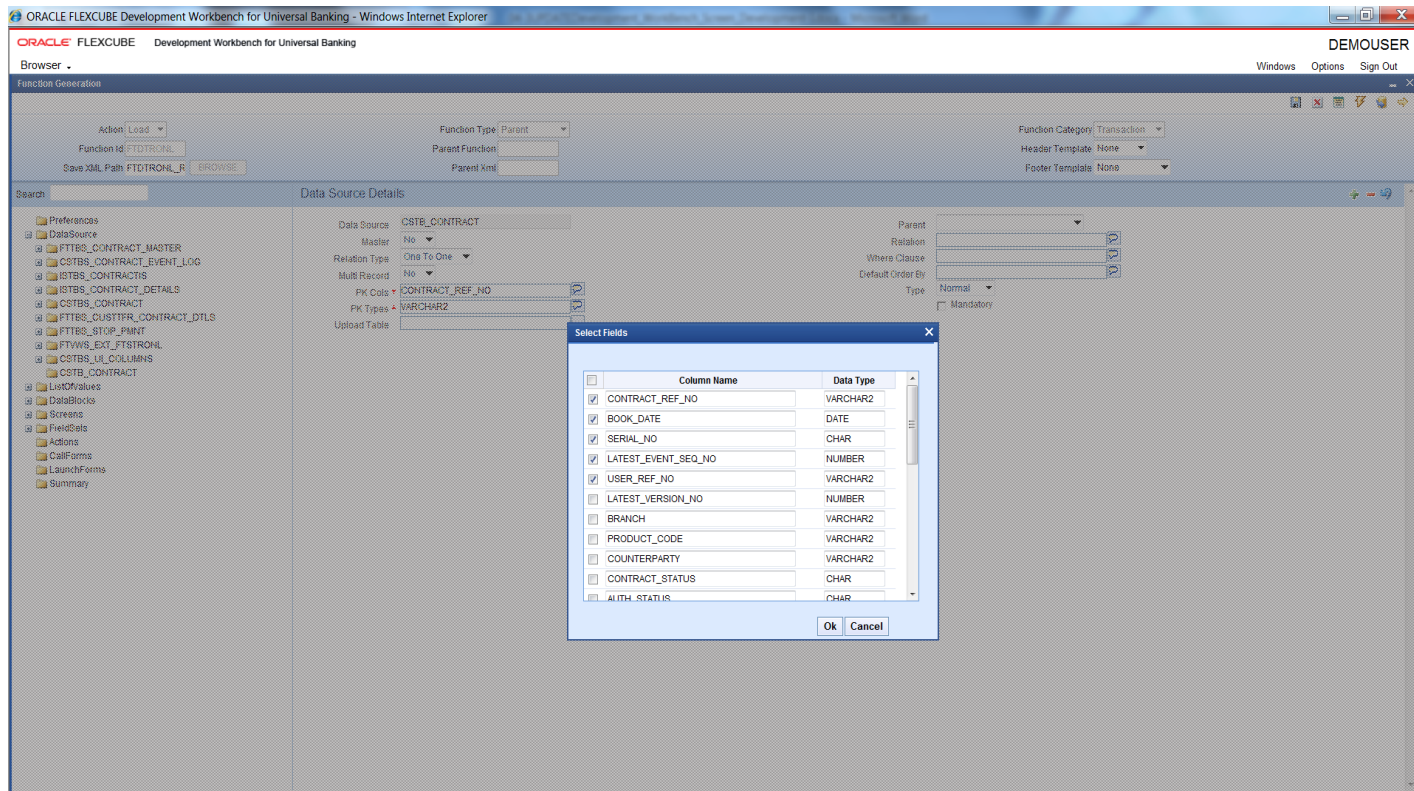 ORACLE FLEXCUBE Development Workbench for Universal Banking - Windows Internet Explorer
ORACLE FLEXCUBE Development Workbench for Universal Banking
DEMOUSER
Browser
Windows Options Sign Out
Function Generation
Action Load
Function Type Parent
Function Category Transaction
Function Id FTDTRONL
Parent Function
Header Template None
Save XML Path FTDTRONL_R BROWSE
Parent Xml
Footer Template None
Search
Data Source Details
Preferences
DataSource
FTTBS_CONTRACT_MASTER
CSTBS_CONTRACT_EVENT_LOG
ISTBS_CONTRACTIS
ISTBS_CONTRACT_DETAILS
CSTBS_CONTRACT
FTTBS_CUSTTFR_CONTRACT_DTLS
FTTBS_STOP_PMNT
FTVWS_EXT_FTSTRONL
CSTBS_UI_COLUMNS
CSTB_CONTRACT
ListOfValues
DataBlocks
Screens
FieldSets
Actions
CallForms
LaunchForms
Summary
Data Source CSTB_CONTRACT
Parent
Master No
Relation
Relation Type One To One
Where Clause
Multi Record No
Default Order By
PK Cols * CONTRACT_REF_NO
Type Normal
PK Types * VARCHAR2
Mandatory
Upload Table
Select Fields
Column Name Data Type
CONTRACT_REF_NO VARCHAR2
BOOK_DATE DATE
SERIAL_NO CHAR
LATEST_EVENT_SEQ_NO NUMBER
USER_REF_NO VARCHAR2
LATEST_VERSION_NO NUMBER
BRANCH VARCHAR2
PRODUCT_CODE VARCHAR2
COUNTERPARTY VARCHAR2
CONTRACT_STATUS CHAR
AUTH_STATUS CHAR
Ok Cancel